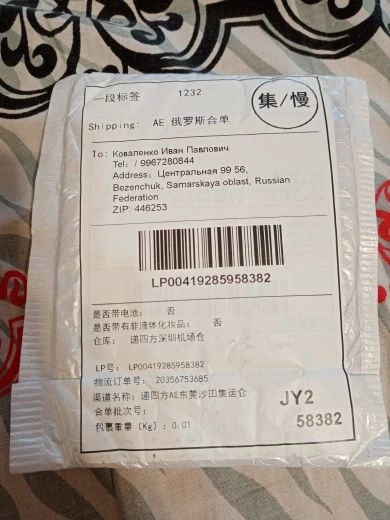 一段标签 1232
集/慢
Shipping: AE 俄罗斯合单
To: Коваленко Иван Павлович
Tel: / 9967280844
Address: Центральная 99 56,
Bezenchuk, Samarskaya oblast, Russian
Federation
ZIP: 446253
LP00419285958382
是否带电池: 否
是否带有非液体化妆品: 否
仓库: 递四方深圳机场仓
LP号: LP00419285958382
物流订单号: 20356753685
渠道名称: 递四方AE东莞沙田集运仓
合单批次号:
包裹重量 (Kg): 0.01
JY2
58382